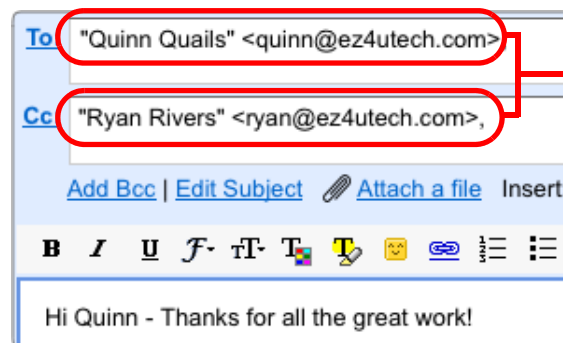 To "Quinn Quails" <quinn@ez4utech.com>
Cc "Ryan Rivers" <ryan@ez4utech.com>,
Add Bcc | Edit Subject Attach a file Insert
B I U F TT T T
Hi Quinn - Thanks for all the great work!